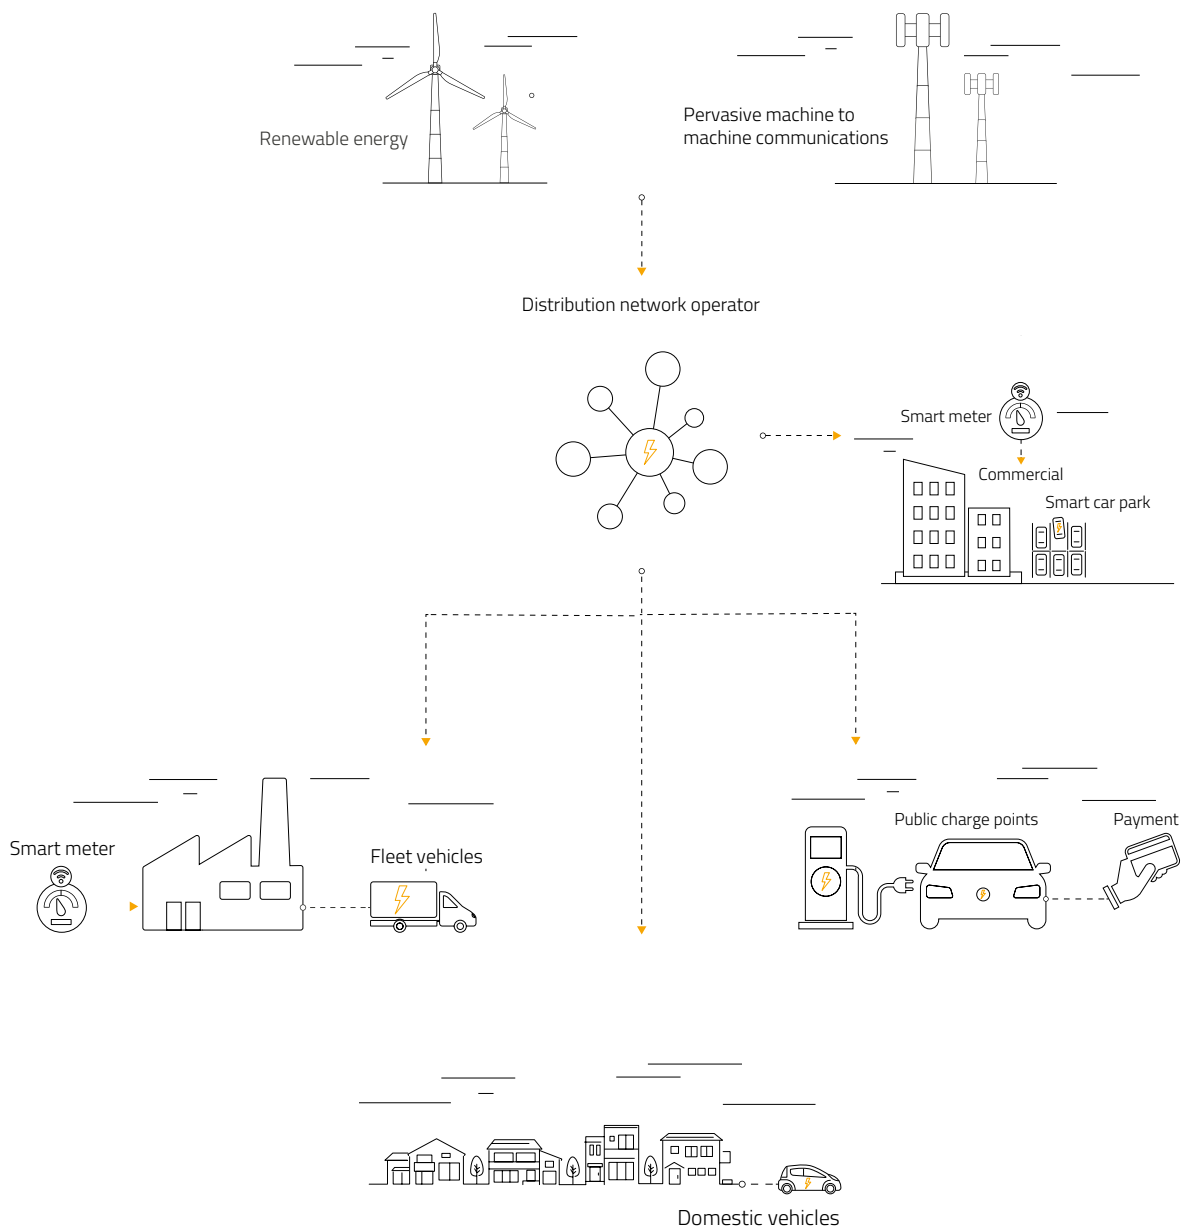 Renewable energy
Pervasive machine to
machine communications
Distribution network operator
Smart meter
Commercial
Smart car park
Smart meter
Fleet vehicles
Public charge points
Payment
Domestic vehicles